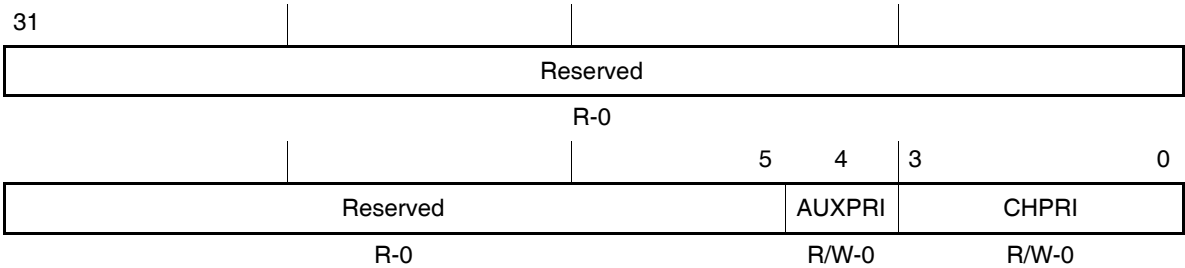 31
Reserved
R-0
5 4 3 0
Reserved AUXPRI CHPRI
R-0 R/W-0 R/W-0